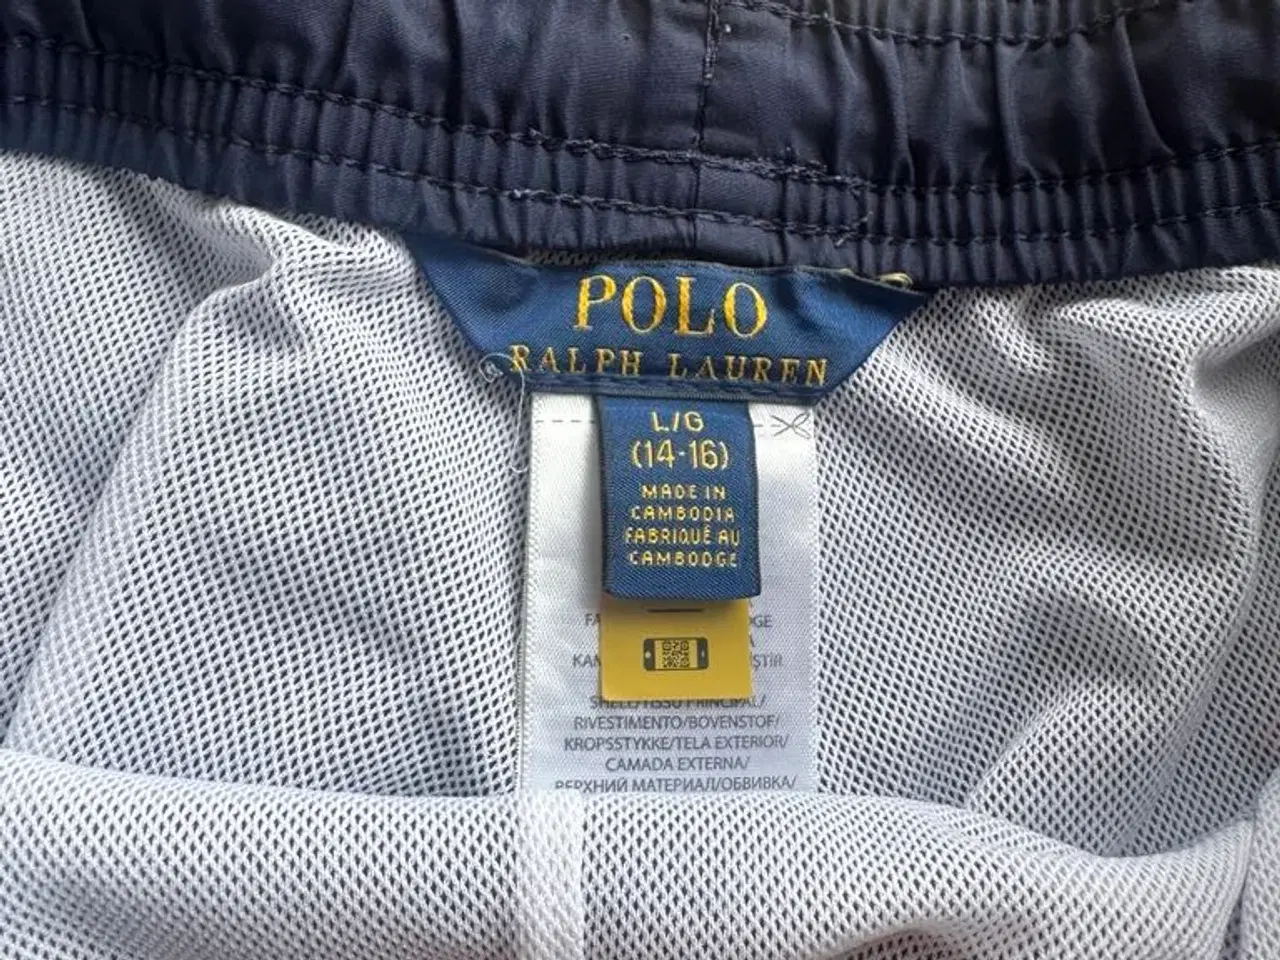 POLO
RALPH LAUREN
L/G
(14-16)
MADE IN
CAMBODIA
FABRIQUÉ AU
CAMBODGE
SHELL/TISSU PRINCIPAL/
RIVESTIMENTO/BOVENSTOF/
KROPSSTYKKE/TELA EXTERIOR/
CAMADA EXTERNA/
ВЕРХНИЙ МАТЕРИАЛ/ОБВИВКА/